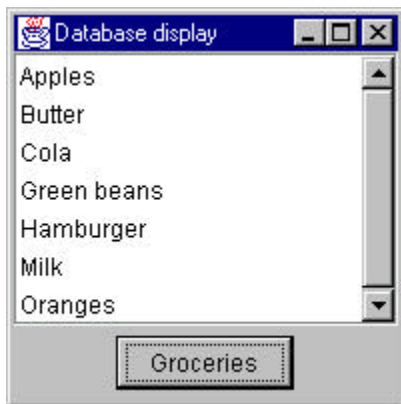 Database display
Apples
Butter
Cola
Green beans
Hamburger
Milk
Oranges
Groceries